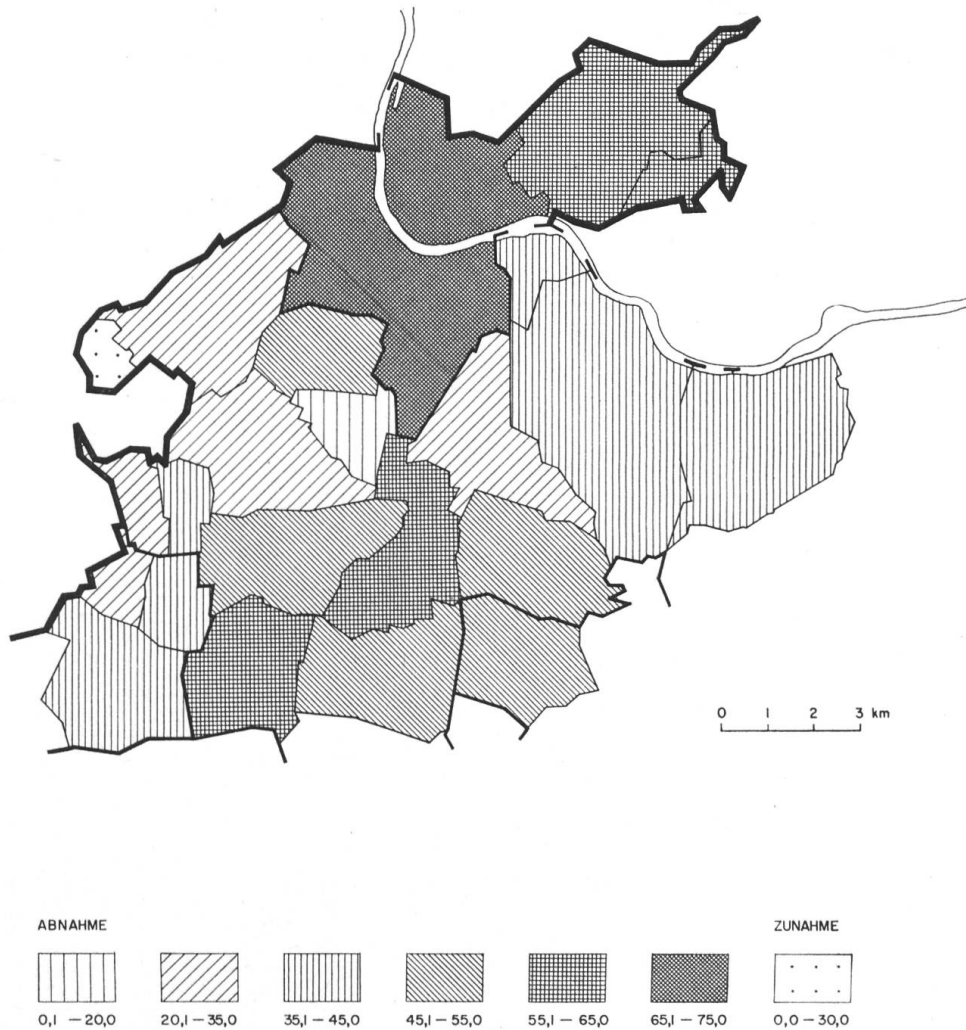 0 1 2 3 km
ABNAHME ZUNAHME
0,1 — 20,0 20,1 — 35,0 35,1 — 45,0 45,1 — 55,0 55,1 — 65,0 65,1 — 75,0 0,0 — 30,0